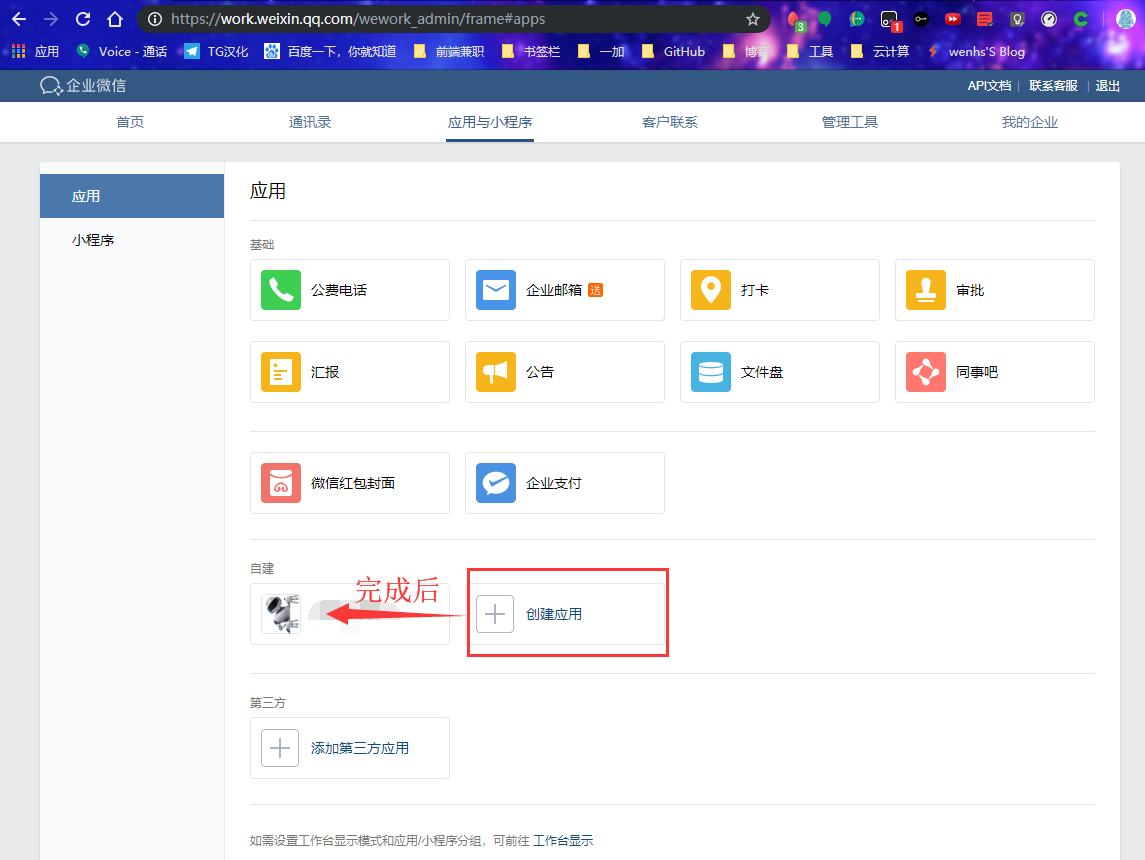 https://work.weixin.qq.com/wework_admin/frame#apps
3
1
应用
Voice - 通话
TG汉化
百度一下，你就知道
前端兼职
书签栏
一加
GitHub
博客
工具
云计算
wenhs'S Blog
企业微信
API文档 | 联系客服 | 退出
首页
通讯录
应用与小程序
客户联系
管理工具
我的企业
应用
小程序
应用
基础
公费电话
企业邮箱 送
打卡
审批
汇报
公告
文件盘
同事吧
微信红包封面
企业支付
自建
完成后
创建应用
第三方
添加第三方应用
如需设置工作台显示模式和应用/小程序分组，可前往 工作台显示